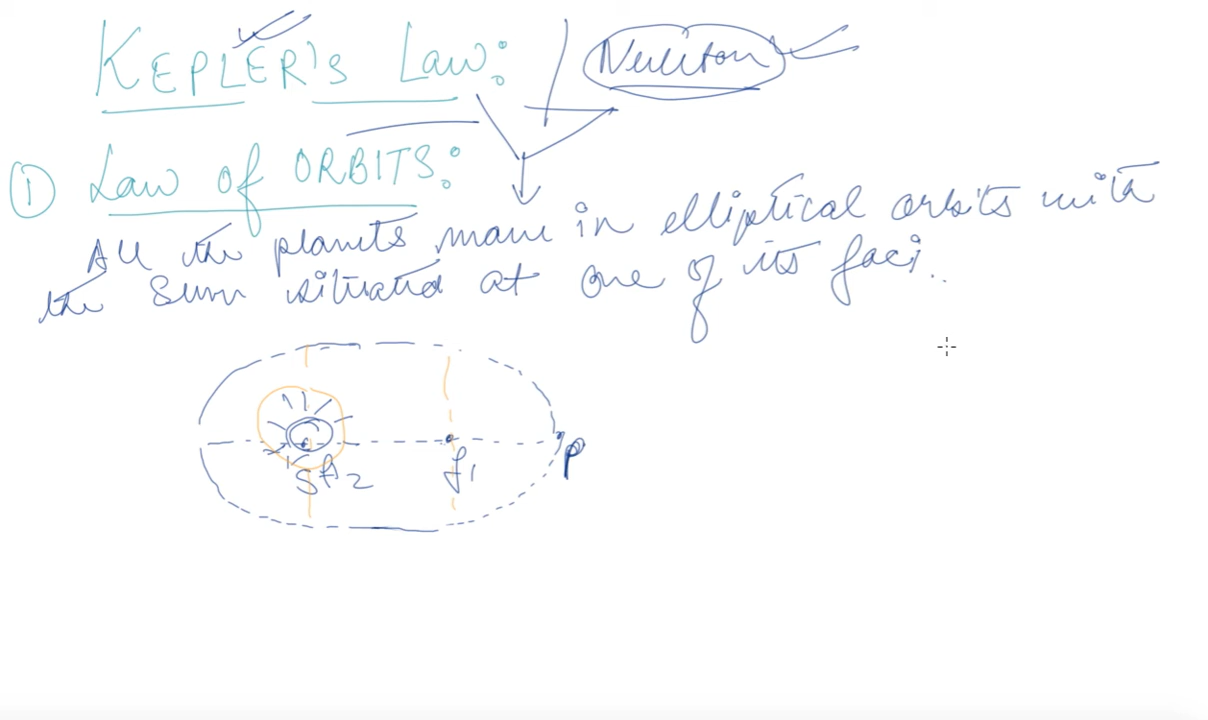 KEPLER's Law: / Newton
① Law of ORBITS:
All the planets move in elliptical orbits with
the Sun situated at one of its foci.
S f2 f1 P